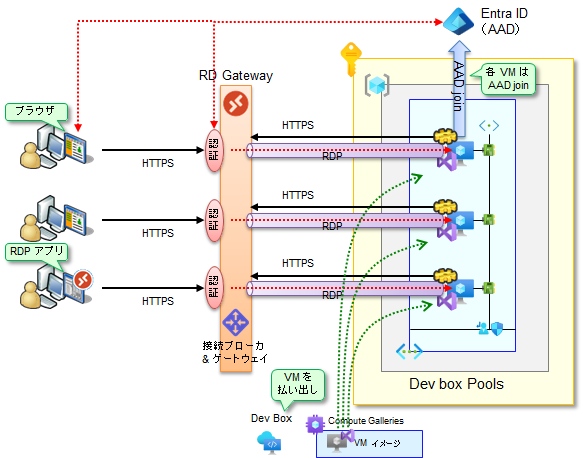 Entra ID
(AAD)
各 VM は
AAD join
AAD join
RD Gateway
ブラウザ
HTTPS
認証
HTTPS
RDP
HTTPS
認証
HTTPS
RDP
RDP アプリ
HTTPS
認証
HTTPS
RDP
接続ブローカ
& ゲートウェイ
Dev box Pools
VM を
払い出し
Dev Box
Compute Galleries
VM イメージ